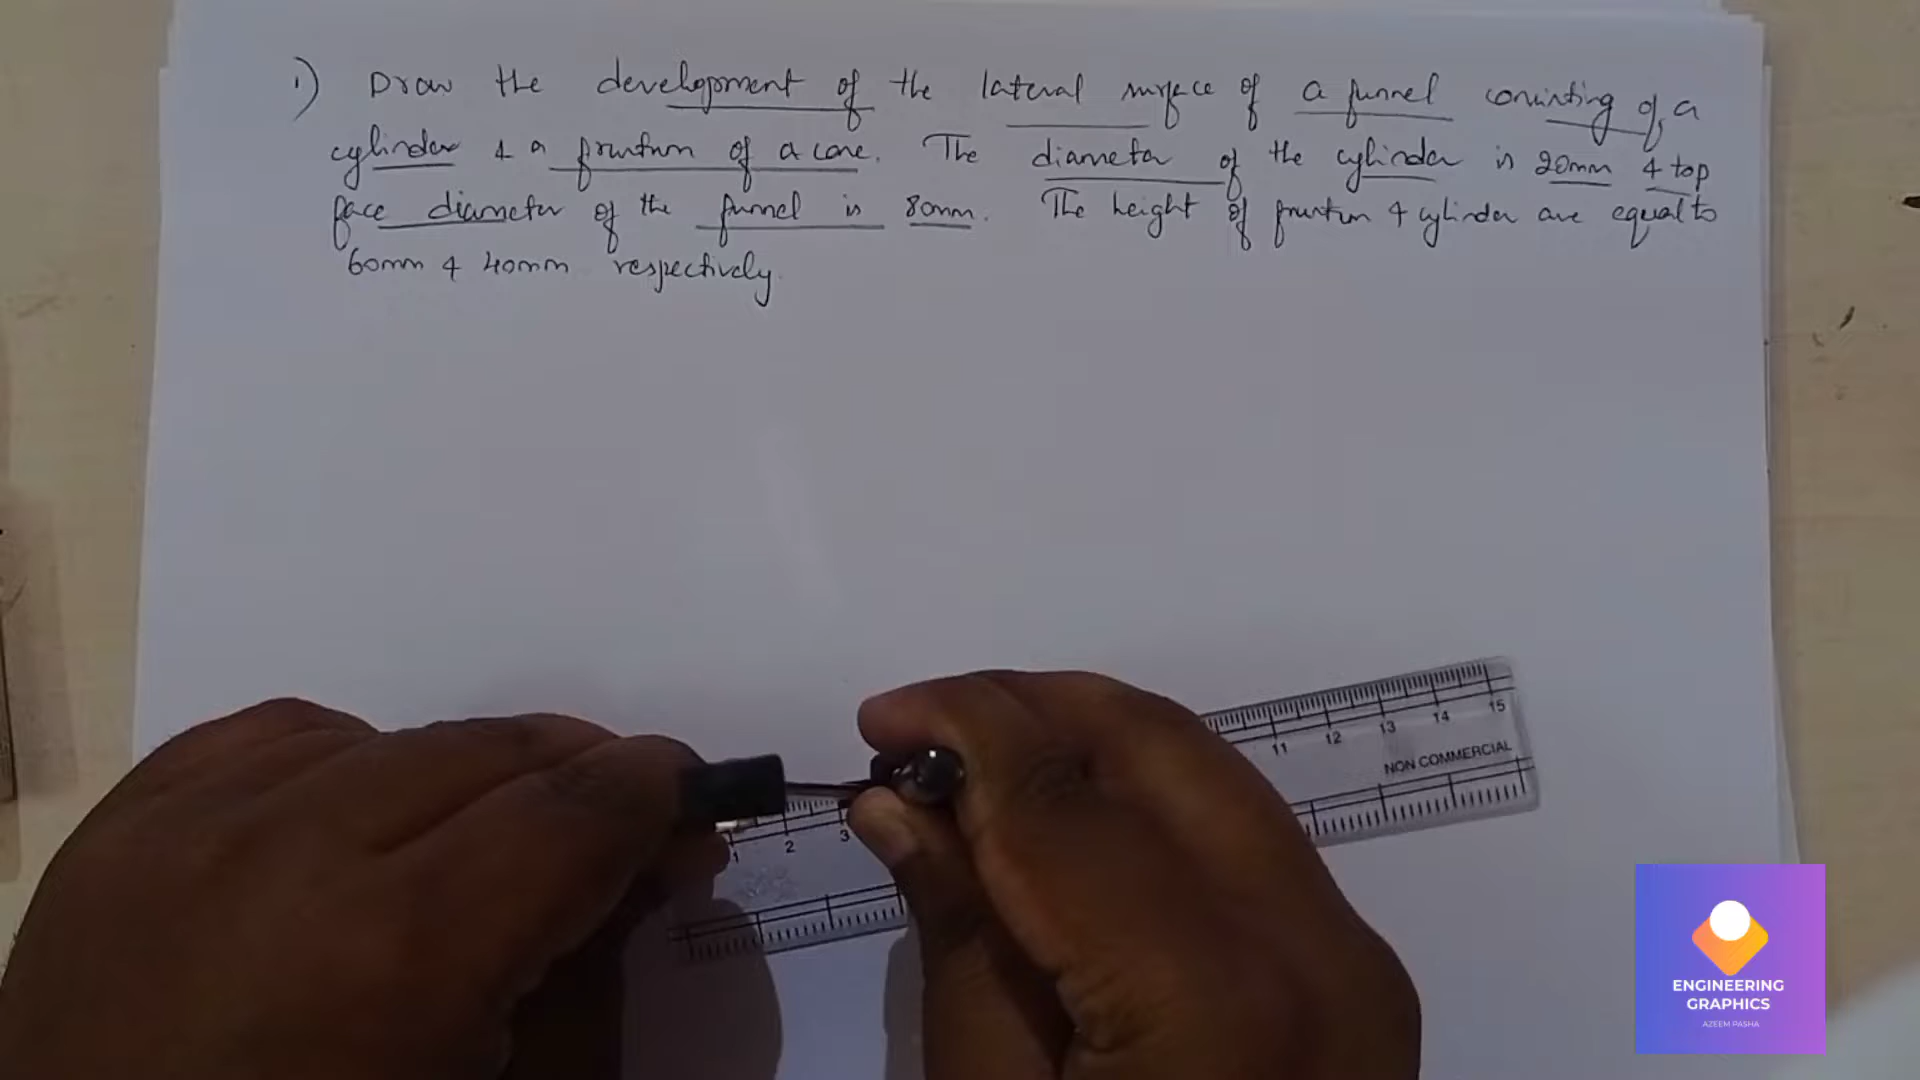 1) Draw the development of the lateral surface of a funnel consisting of a
cylinder & a frustum of a cone. The diameter of the cylinder is 20mm & top
face diameter of the funnel is 80mm. The height of frustum & cylinder are equal to
60mm & 40mm respectively.
11 12 13 14 15
NON COMMERCIAL
1 2 3
ENGINEERING
GRAPHICS
AZEEM PASHA